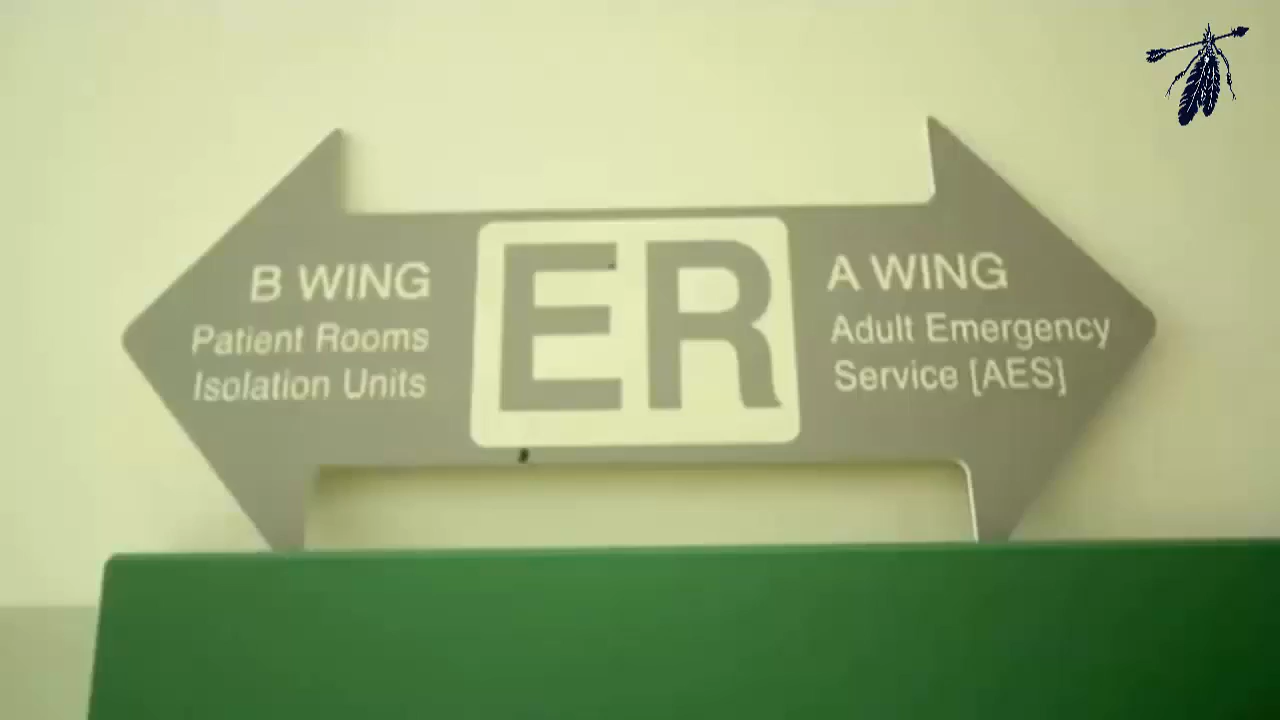 B WING
Patient Rooms
Isolation Units
ER
A WING
Adult Emergency
Service [AES]